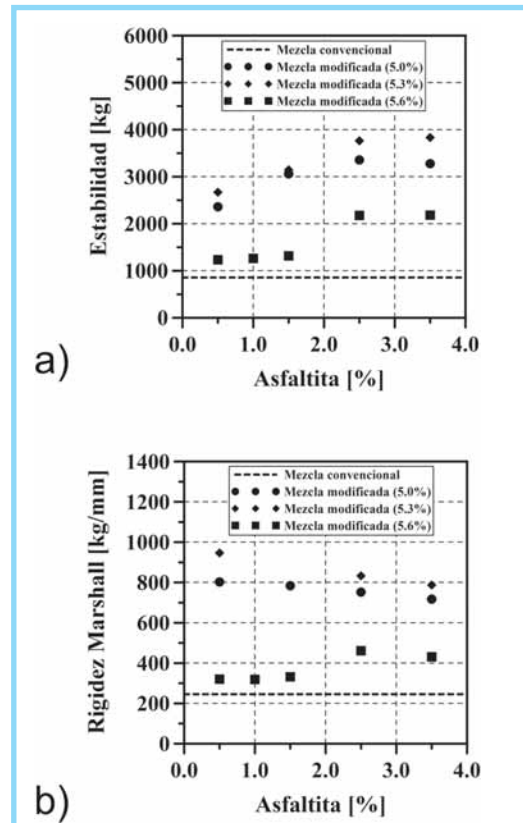 6000
5000
4000
3000
2000
1000
0
Estabilidad [kg]
Mezcla convencional
Mezcla modificada (5.0%)
Mezcla modificada (5.3%)
Mezcla modificada (5.6%)
0.0 1.0 2.0 3.0 4.0
Asfaltita [%]
a)
1400
1200
1000
800
600
400
200
0
Rigidez Marshall [kg/mm]
Mezcla convencional
Mezcla modificada (5.0%)
Mezcla modificada (5.3%)
Mezcla modificada (5.6%)
0.0 1.0 2.0 3.0 4.0
Asfaltita [%]
b)